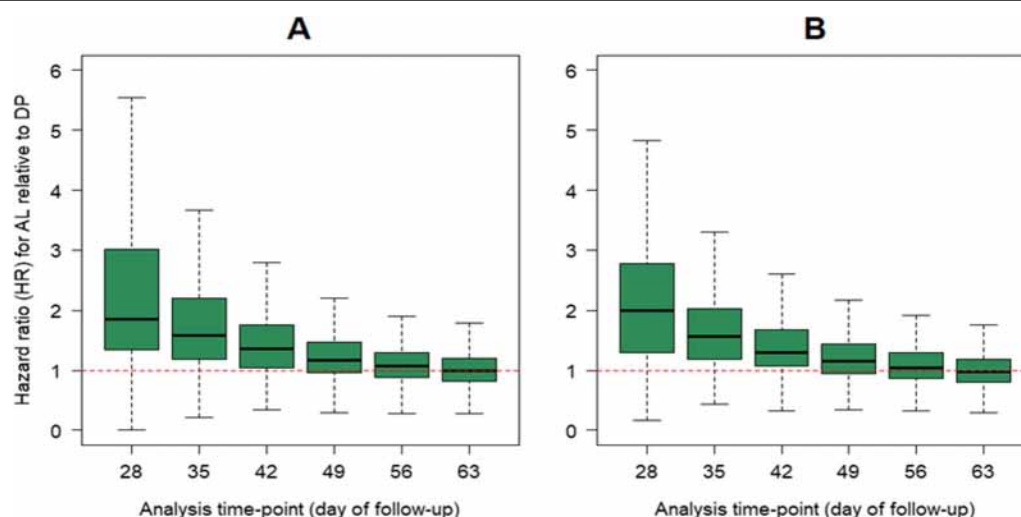 A
B
Hazard ratio (HR) for AL relative to DP
6
5
4
3
2
1
0
28 35 42 49 56 63
Analysis time-point (day of follow-up)
6
5
4
3
2
1
0
28 35 42 49 56 63
Analysis time-point (day of follow-up)